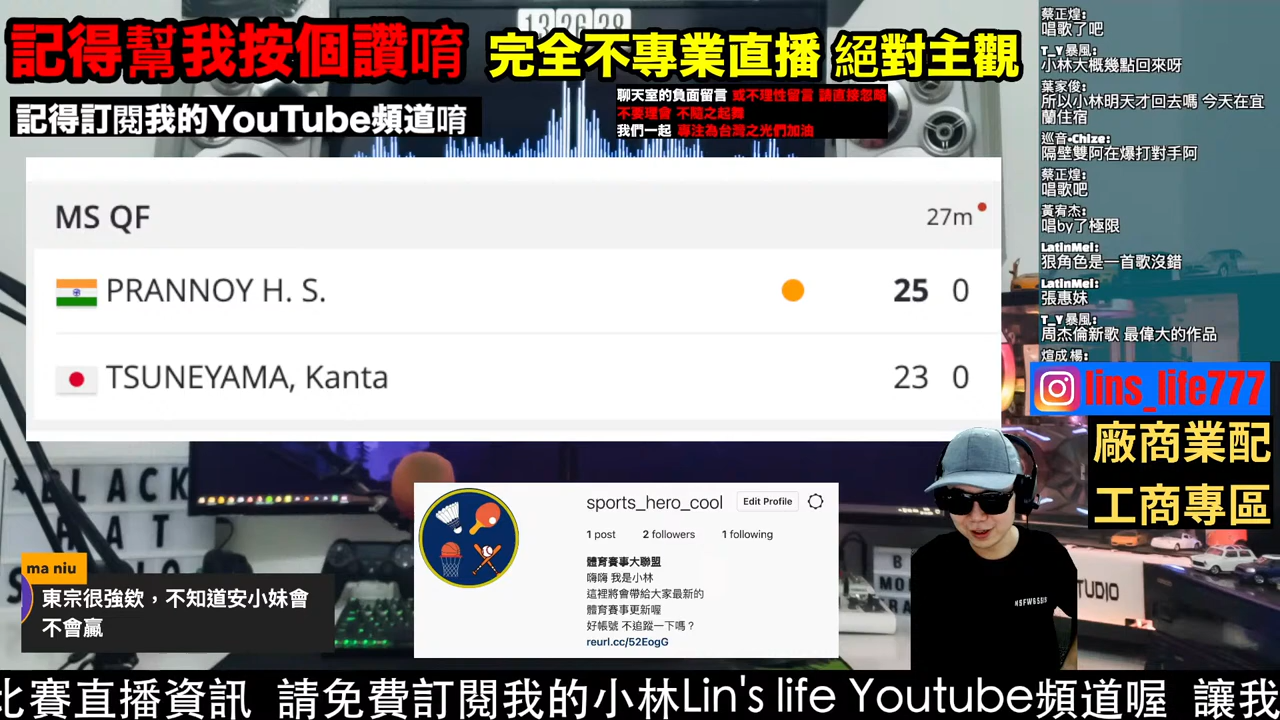 13 26 28
記得幫我按個讚唷
完全不專業直播 絕對主觀
記得訂閱我的YouTube頻道唷
聊天室的負面留言 或不理性留言 請直接忽略
不要理會 不隨之起舞
我們一起 專注為台灣之光們加油
MS QF
27m
PRANNOY H. S.
25 0
TSUNEYAMA, Kanta
23 0
蔡正煌:
唱歌了吧
T_Y暴風:
小林大概幾點回來呀
葉家俊:
所以小林明天才回去嗎 今天在宜
蘭住宿
巡音-Chize:
隔壁雙阿在爆打對手阿
蔡正煌:
唱歌吧
黃宥杰:
唱by了極限
LatinMei:
狠角色是一首歌沒錯
LatinMei:
張惠妹
T_Y暴風:
周杰倫新歌 最偉大的作品
煊成楊:
lins_life777
廠商業配
工商專區
BLACK
HAT
sports_hero_cool
Edit Profile
1 post
2 followers
1 following
體育賽事大聯盟
嗨嗨 我是小林
這裡將會帶給大家最新的
體育賽事更新喔
好帳號 不追蹤一下嗎？
reurl.cc/52EogG
ma niu
東宗很強欸，不知道安小妹會
不會贏
TUDIO
比賽直播資訊 請免費訂閱我的小林Lin's life Youtube頻道喔 讓我